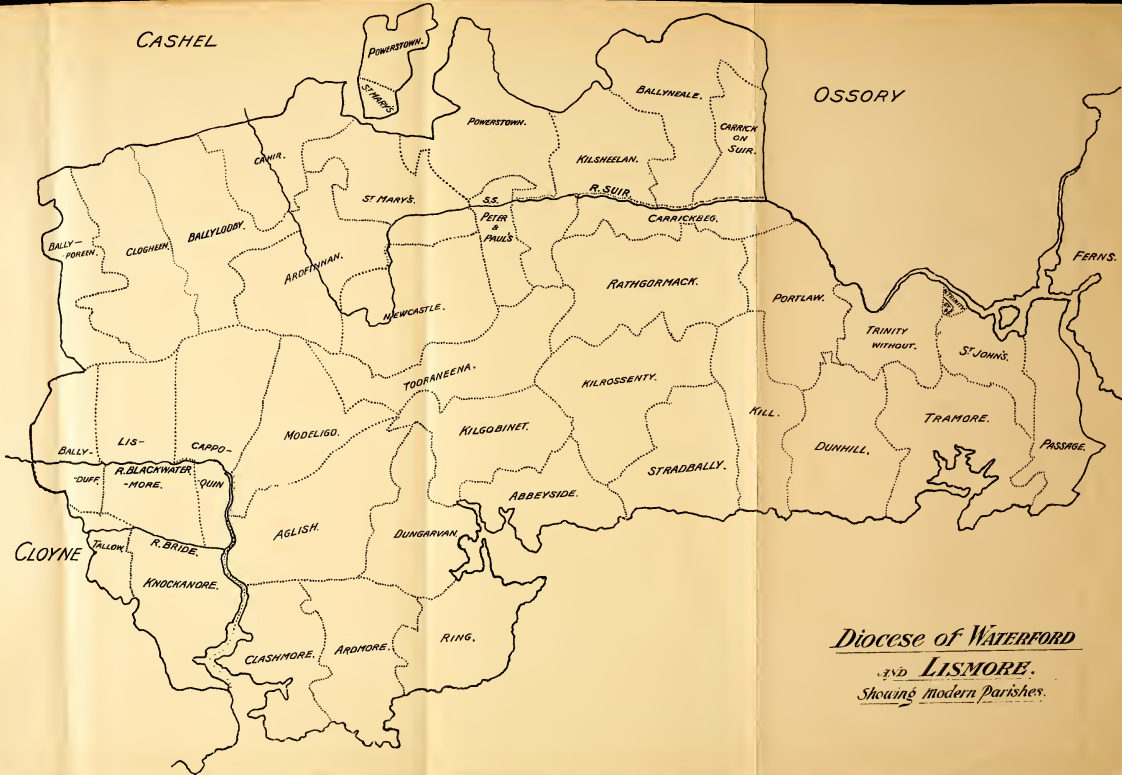 CASHEL
POWERSTOWN.
ST MARY'S
OSSORY
BALLYNEALE.
POWERSTOWN.
CARRICK
ON
SUIR.
CAHIR.
KILSHEELAN.
R. SUIR.
ST MARY'S.
S.S.
PETER
&
PAUL'S
CARRICKBEG.
BALLY-
POREEN.
CLOGHEEN.
BALLYLOOBY.
ARDFINNAN.
FERNS.
RATHGORMACK.
PORTLAW.
NEWCASTLE.
TRINITY
WITHOUT.
ST JOHN'S.
TOORANEENA.
KILROSSENTY.
KILL.
TRAMORE.
MODELIGO.
KILGOBINET.
DUNHILL.
PASSAGE.
BALLY-
LIS-
CAPPO-
R. BLACKWATER
-DUFF.
-MORE.
QUIN
STRADBALLY.
ABBEYSIDE.
AGLISH.
DUNGARVAN.
CLOYNE
TALLOW.
R. BRIDE.
KNOCKANORE.
CLASHMORE.
ARDMORE.
RING.
Diocese of WATERFORD
AND LISMORE.
Showing Modern Parishes.